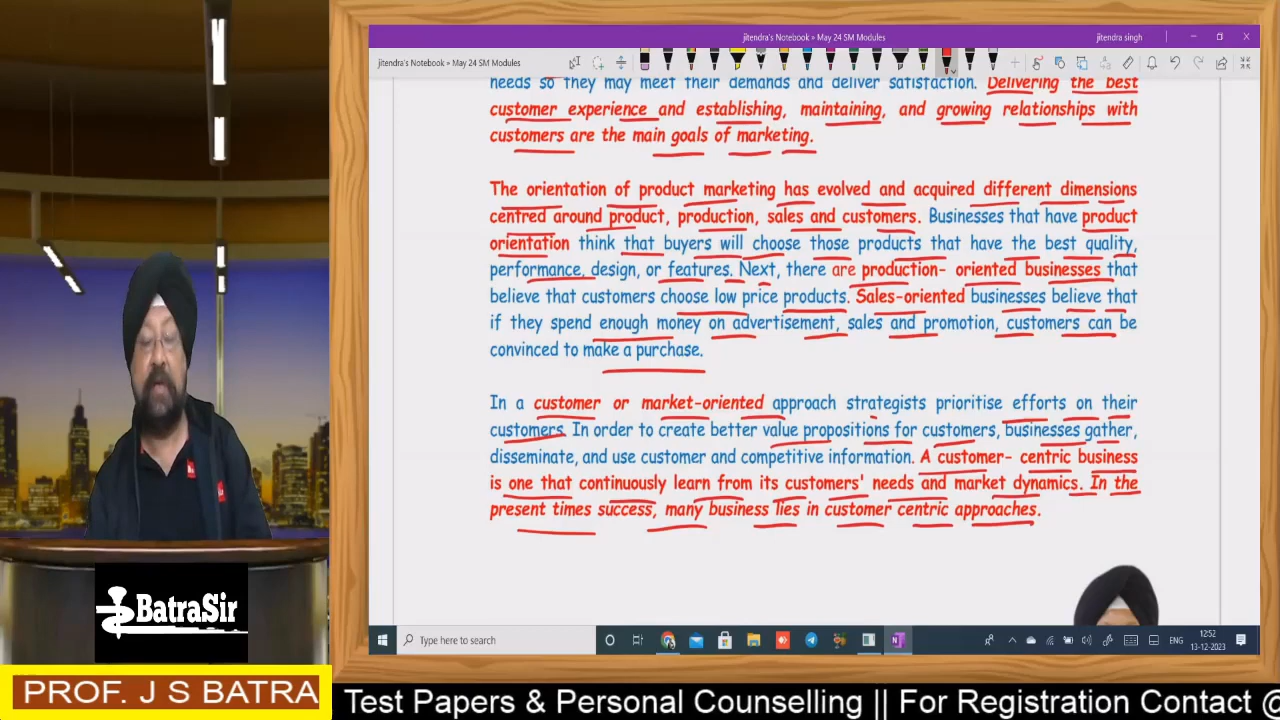 jitendra's Notebook » May 24 SM Modules
jitendra singh
jitendra's Notebook » May 24 SM Modules
needs so they may meet their demands and deliver satisfaction. Delivering the best
customer experience and establishing, maintaining, and growing relationships with
customers are the main goals of marketing.
The orientation of product marketing has evolved and acquired different dimensions
centred around product, production, sales and customers. Businesses that have product
orientation think that buyers will choose those products that have the best quality,
performance, design, or features. Next, there are production- oriented businesses that
believe that customers choose low price products. Sales-oriented businesses believe that
if they spend enough money on advertisement, sales and promotion, customers can be
convinced to make a purchase.
In a customer or market-oriented approach strategists prioritise efforts on their
customers. In order to create better value propositions for customers, businesses gather,
disseminate, and use customer and competitive information. A customer- centric business
is one that continuously learn from its customers' needs and market dynamics. In the
present times success, many business lies in customer centric approaches.
BatraSir
Type here to search
ENG
12:52
13-12-2023
PROF. J S BATRA
Test Papers & Personal Counselling || For Registration Contact @